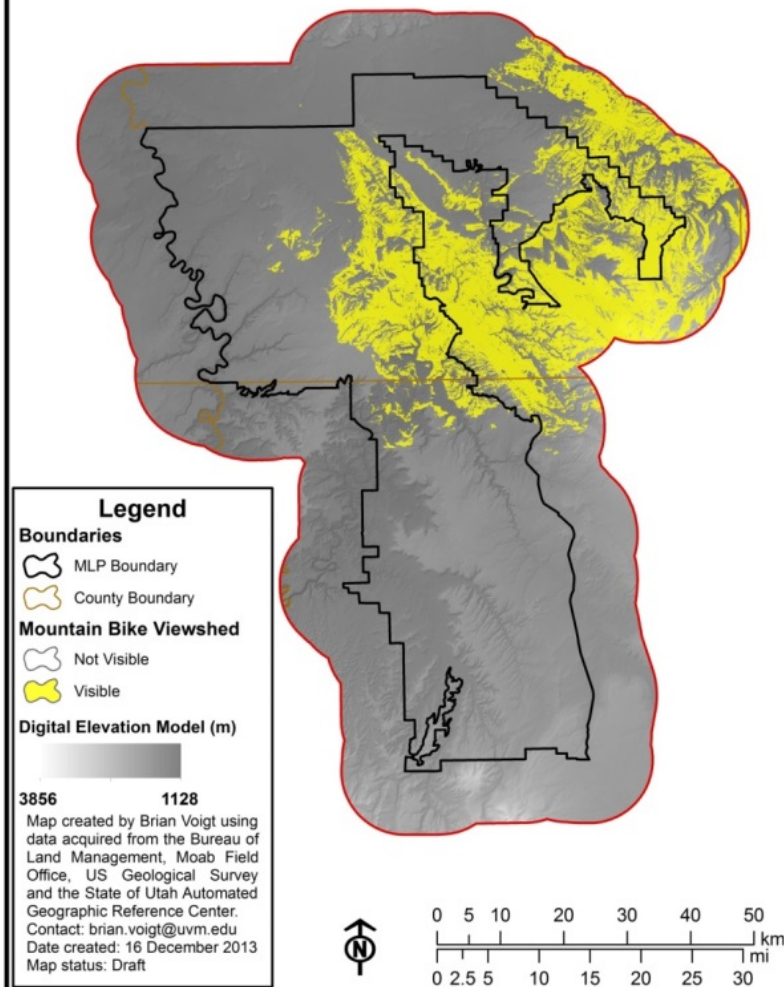 Legend
Boundaries
MLP Boundary
County Boundary
Mountain Bike Viewshed
Not Visible
Visible
Digital Elevation Model (m)
3856 1128
Map created by Brian Voigt using
data acquired from the Bureau of
Land Management, Moab Field
Office, US Geological Survey
and the State of Utah Automated
Geographic Reference Center.
Contact: brian.voigt@uvm.edu
Date created: 16 December 2013
Map status: Draft
N
0 5 10 20 30 40 50
km
mi
0 2.5 5 10 15 20 25 30